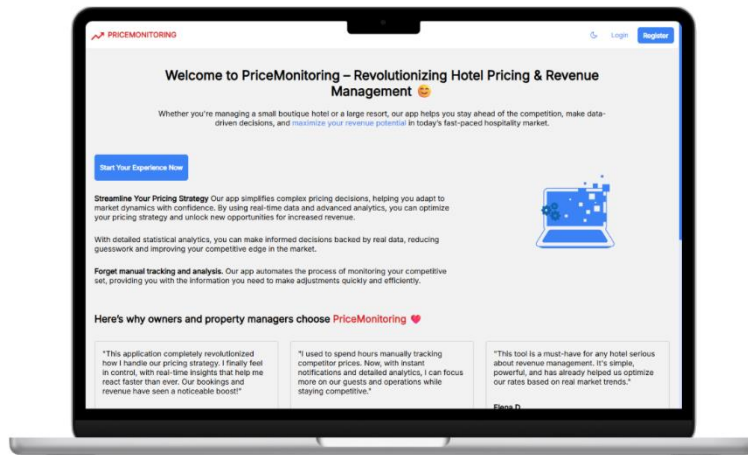 PRICEMONITORING
Login
Register
Welcome to PriceMonitoring – Revolutionizing Hotel Pricing & Revenue
Management 😊
Whether you're managing a small boutique hotel or a large resort, our app helps you stay ahead of the competition, make data-
driven decisions, and maximize your revenue potential in today's fast-paced hospitality market.
Start Your Experience Now
Streamline Your Pricing Strategy Our app simplifies complex pricing decisions, helping you adapt to
market dynamics with confidence. By using real-time data and advanced analytics, you can optimize
your pricing strategy and unlock new opportunities for increased revenue.
With detailed statistical analytics, you can make informed decisions backed by real data, reducing
guesswork and improving your competitive edge in the market.
Forget manual tracking and analysis. Our app automates the process of monitoring your competitive
set, providing you with the information you need to make adjustments quickly and efficiently.
Here's why owners and property managers choose PriceMonitoring 💖
"This application completely revolutionized
how I handle our pricing strategy. I finally feel
in control, with real-time insights that help me
react faster than ever. Our bookings and
revenue have seen a noticeable boost!"
"I used to spend hours manually tracking
competitor prices. Now, with instant
notifications and detailed analytics, I can focus
more on our guests and operations while
staying competitive."
"This tool is a must-have for any hotel serious
about revenue management. It's simple,
powerful, and has already helped us optimize
our rates based on real market trends."
Elena D.